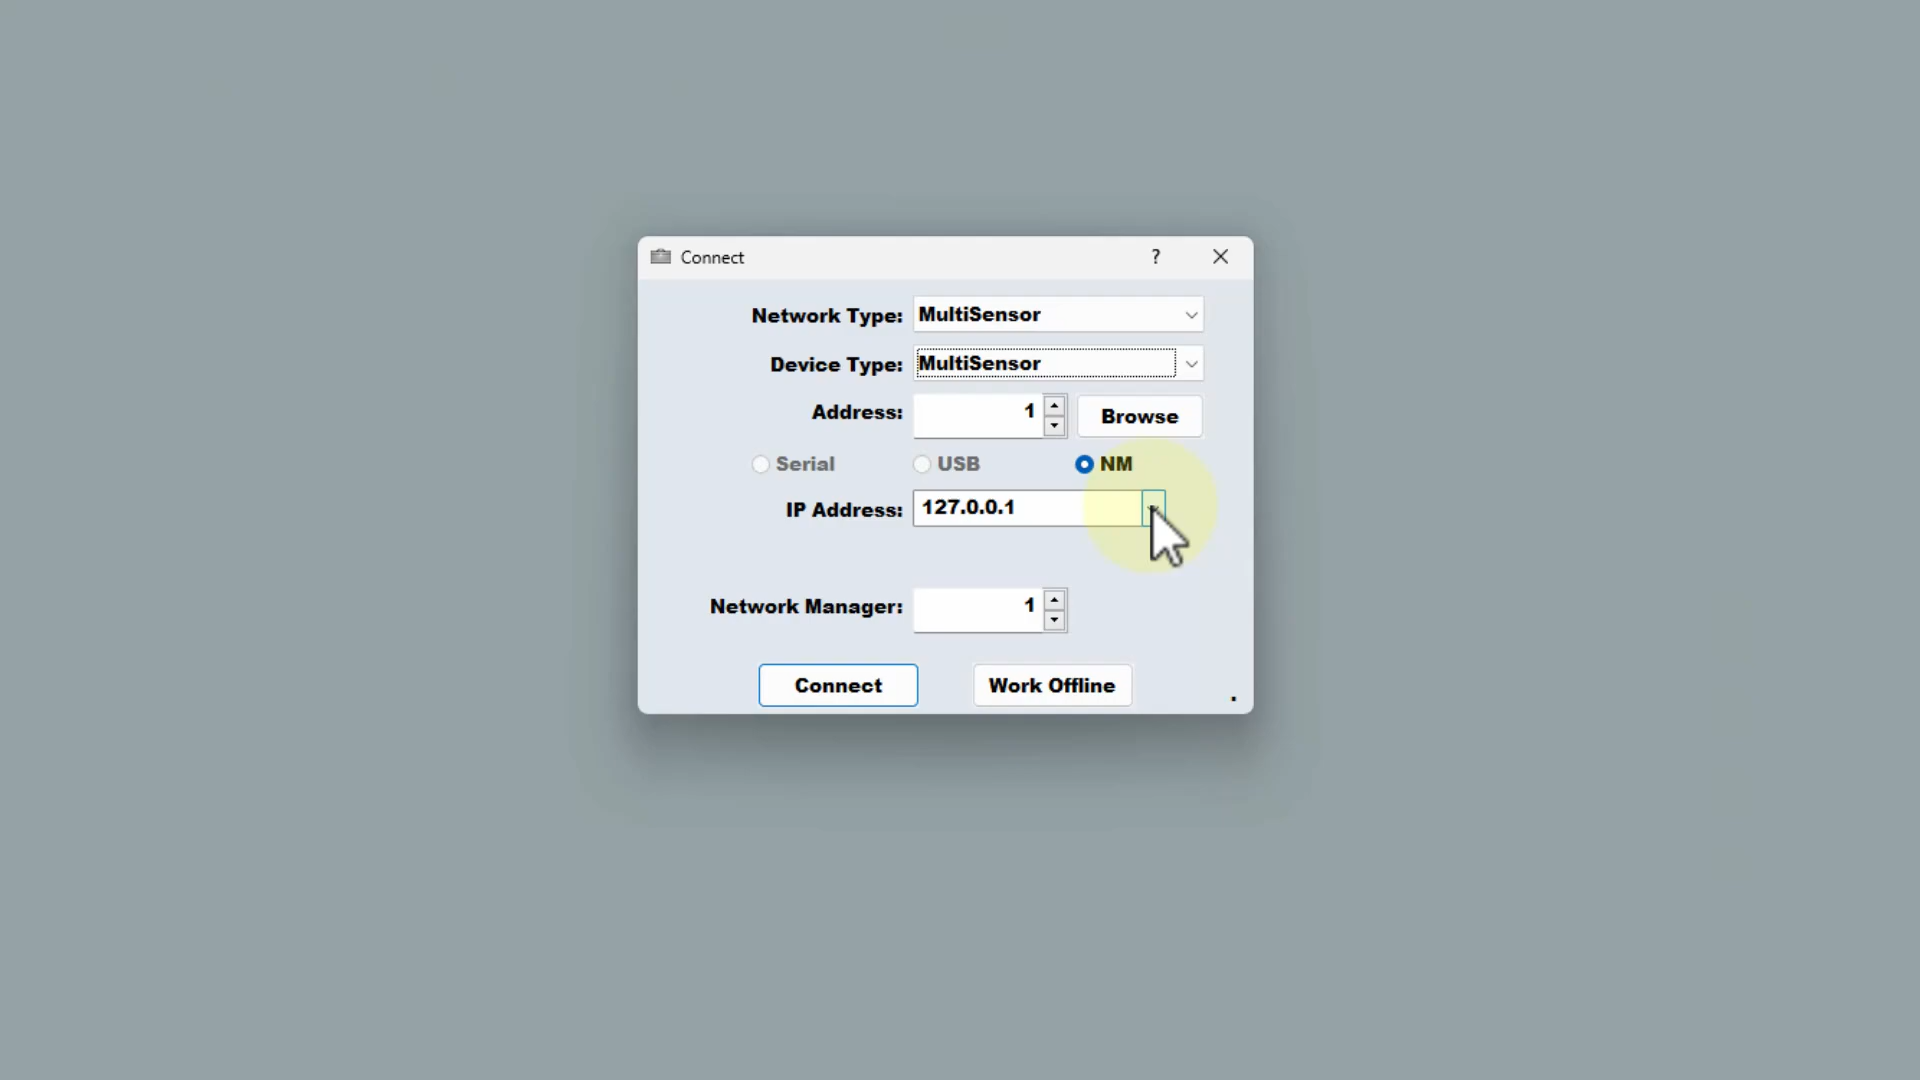 Connect ?
Network Type: MultiSensor
Device Type: MultiSensor
Address: 1 Browse
Serial USB NM
IP Address: 127.0.0.1
Network Manager: 1
Connect Work Offline .